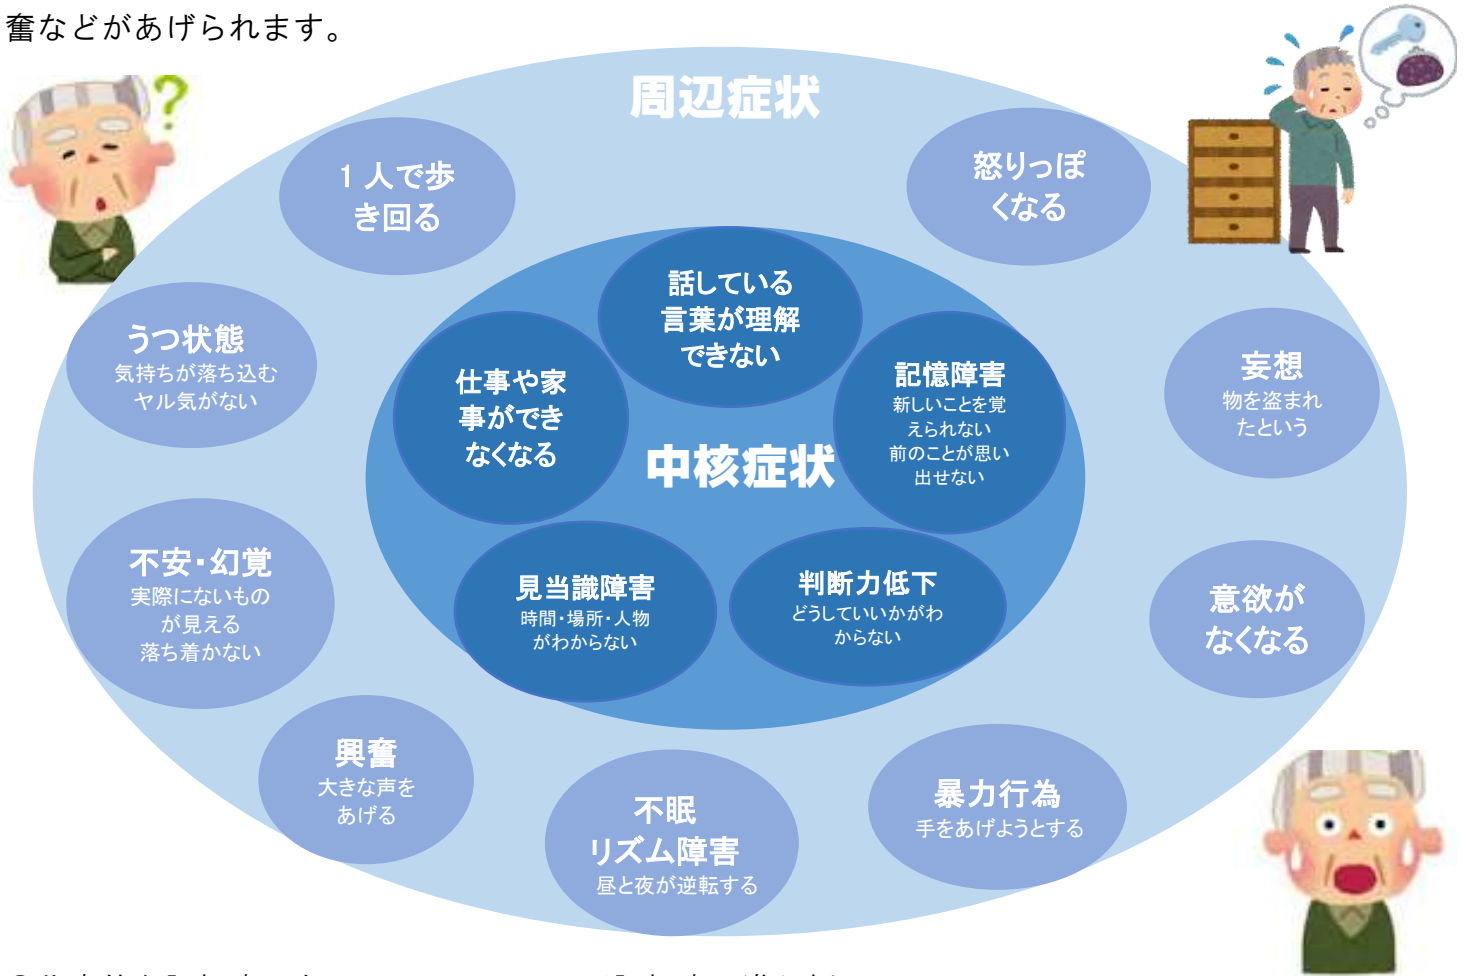 奮などがあげられます。
周辺症状
1 人で歩
き回る
怒りっぽ
くなる
話している
言葉が理解
できない
うつ状態
気持ちが落ち込む
ヤル気がない
仕事や家
事ができ
なくなる
記憶障害
新しいことを覚
えられない
前のことが思い
出せない
妄想
物を盗まれ
たという
中核症状
不安・幻覚
実際にないもの
が見える
落ち着かない
見当識障害
時間・場所・人物
がわからない
判断力低下
どうしていいかがわ
からない
意欲が
なくなる
興奮
大きな声を
あげる
不眠
リズム障害
昼と夜が逆転する
暴力行為
手をあげようとする